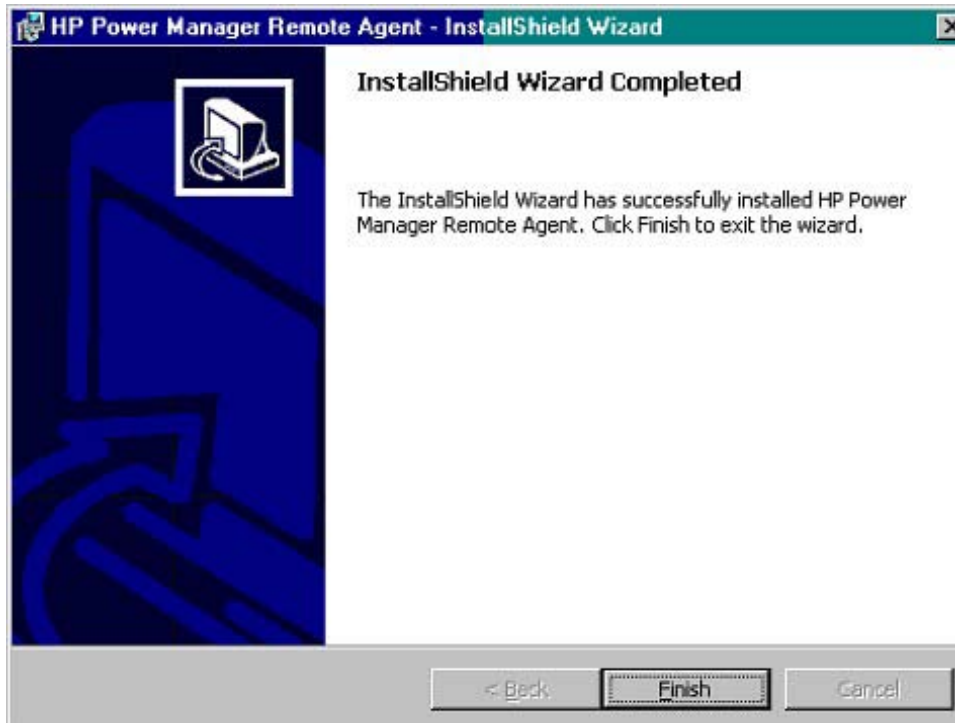 HP Power Manager Remote Agent - InstallShield Wizard
InstallShield Wizard Completed
The InstallShield Wizard has successfully installed HP Power
Manager Remote Agent. Click Finish to exit the wizard.
< Back
Finish
Cancel